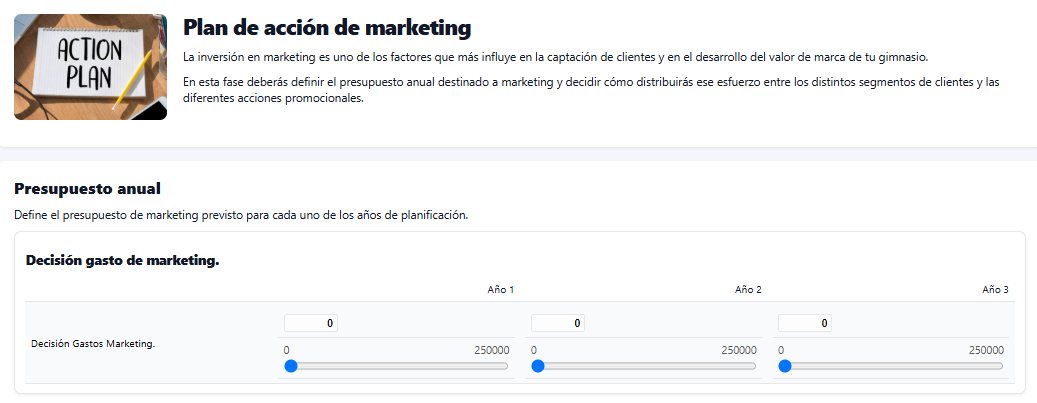 ACTION
PLAN
Plan de acción de marketing
La inversión en marketing es uno de los factores que más influye en la captación de clientes y en el desarrollo del valor de marca de tu gimnasio.
En esta fase deberás definir el presupuesto anual destinado a marketing y decidir cómo distribuirás ese esfuerzo entre los distintos segmentos de clientes y las
diferentes acciones promocionales.
Presupuesto anual
Define el presupuesto de marketing previsto para cada uno de los años de planificación.
Decisión gasto de marketing.
Año 1 Año 2 Año 3
0 0 0
Decisión Gastos Marketing.
0 250000 0 250000 0 250000